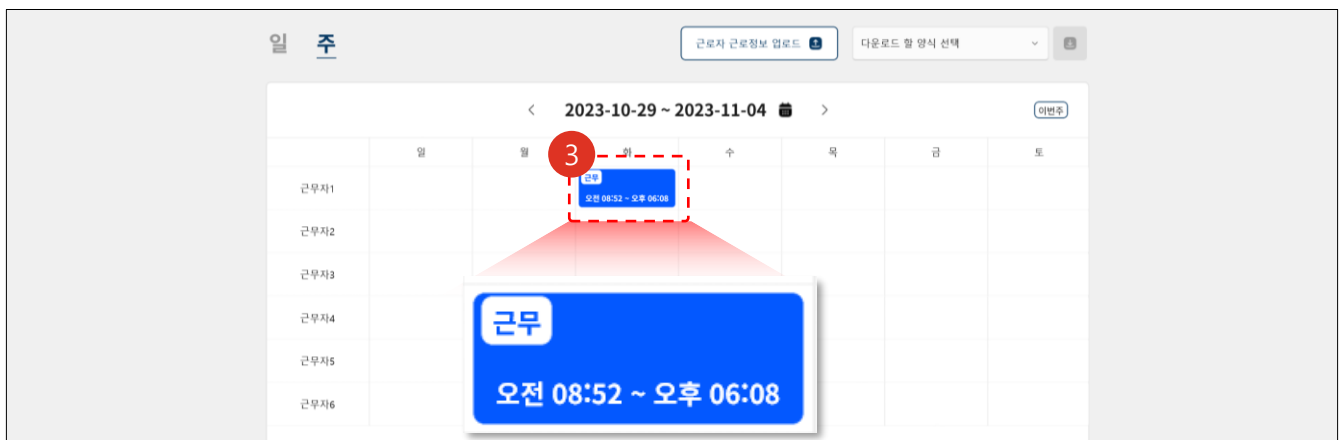 일 주 근로자 근로정보 업로드 다운로드 할 양식 선택
2023-10-29 ~ 2023-11-04 이번주
일 월 화 수 목 금 토
3
근무자1
근무
오전 08:52 ~ 오후 06:08
근무자2
근무자3
근무자4
근무자5
근무자6
근무
오전 08:52 ~ 오후 06:08